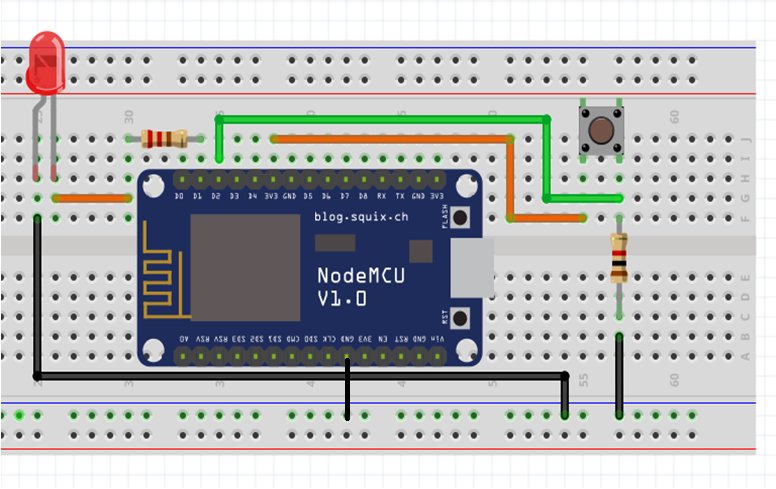 30
60
J
I
H
G
F
D0 D1 D2 D3 D4 3V3 GND D5 D6 D7 D8 RX TX GND 3V3
blog.squix.ch
FLASH
NodeMCU
V1.0
RST
A0 RSV RSV SD3 SD2 SD1 CMD SD0 CLK GND 3V3 EN RST GND Vin
E
D
C
B
A
55
60